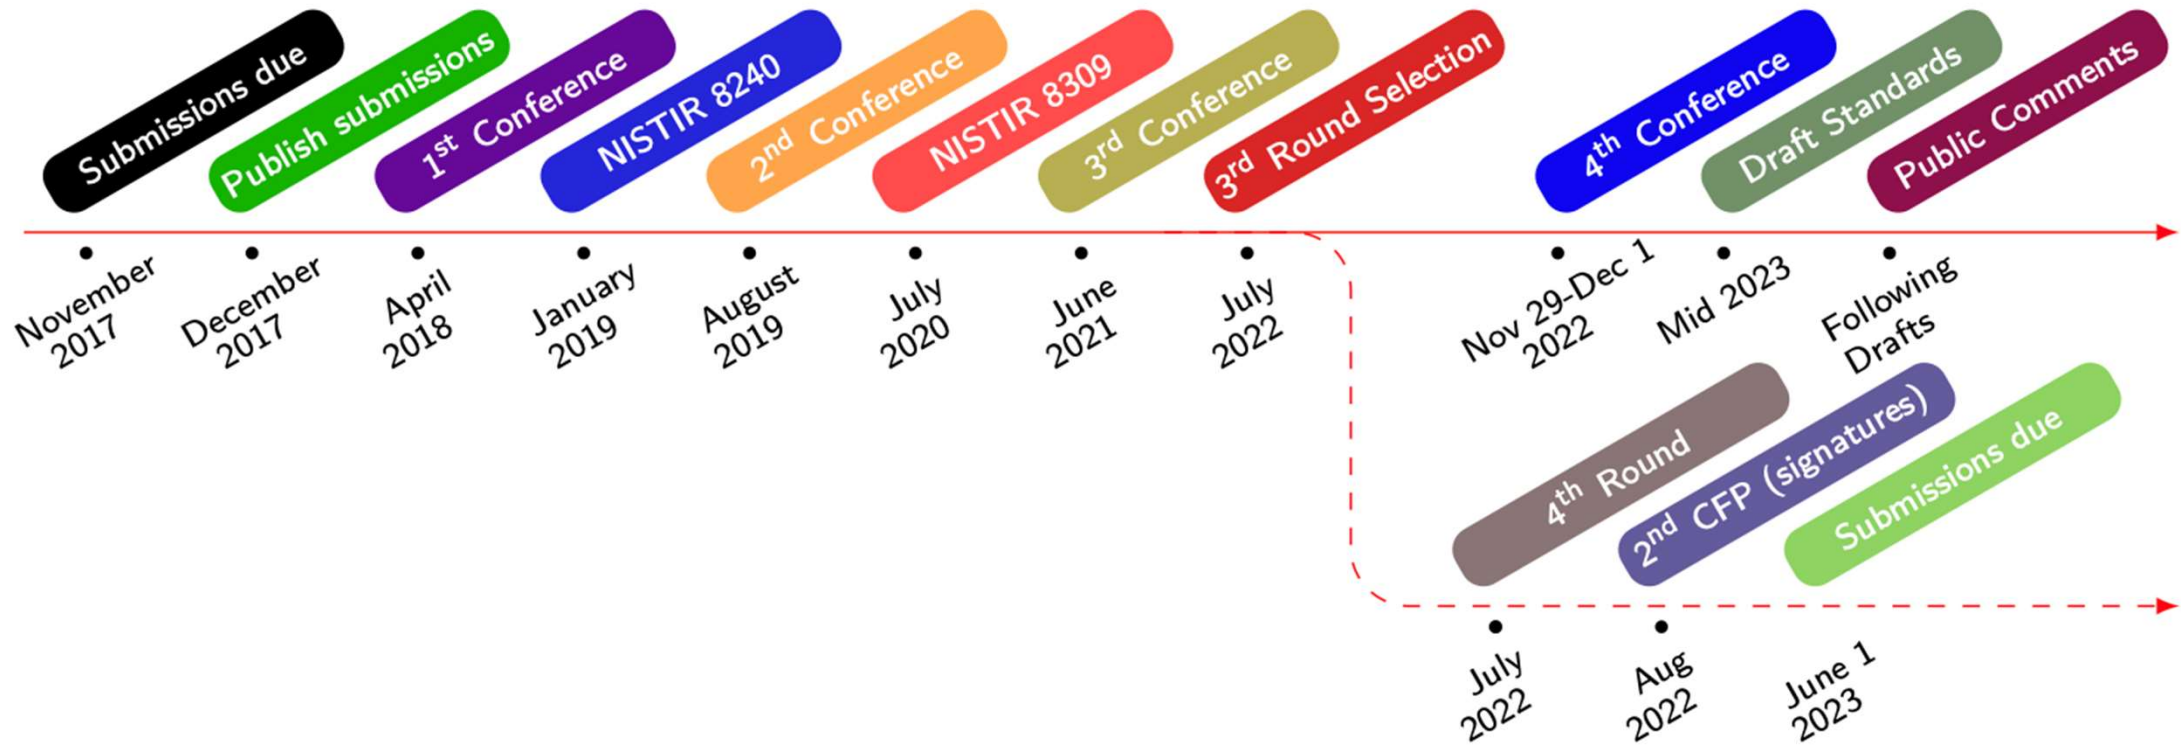 Submissions due
Publish submissions
1st Conference
NISTIR 8240
2nd Conference
NISTIR 8309
3rd Conference
3rd Round Selection
4th Conference
Draft Standards
Public Comments
November
2017
December
2017
April
2018
January
2019
August
2019
July
2020
June
2021
July
2022
Nov 29-Dec 1
2022
Mid 2023
Following
Drafts
4th Round
2nd CFP (signatures)
Submissions due
July
2022
Aug
2022
June 1
2023